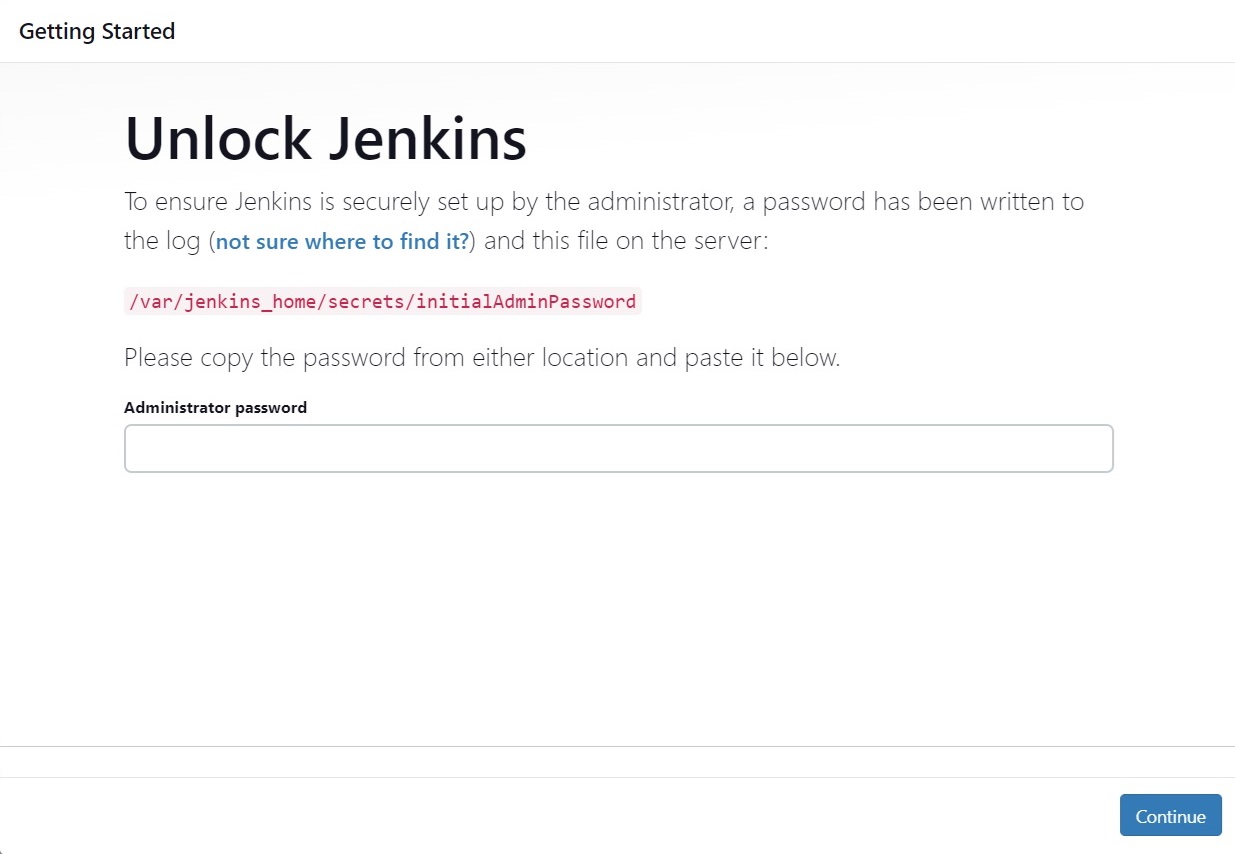 Getting Started
Unlock Jenkins
To ensure Jenkins is securely set up by the administrator, a password has been written to
the log (not sure where to find it?) and this file on the server:
/var/jenkins_home/secrets/initialAdminPassword
Please copy the password from either location and paste it below.
Administrator password
Continue